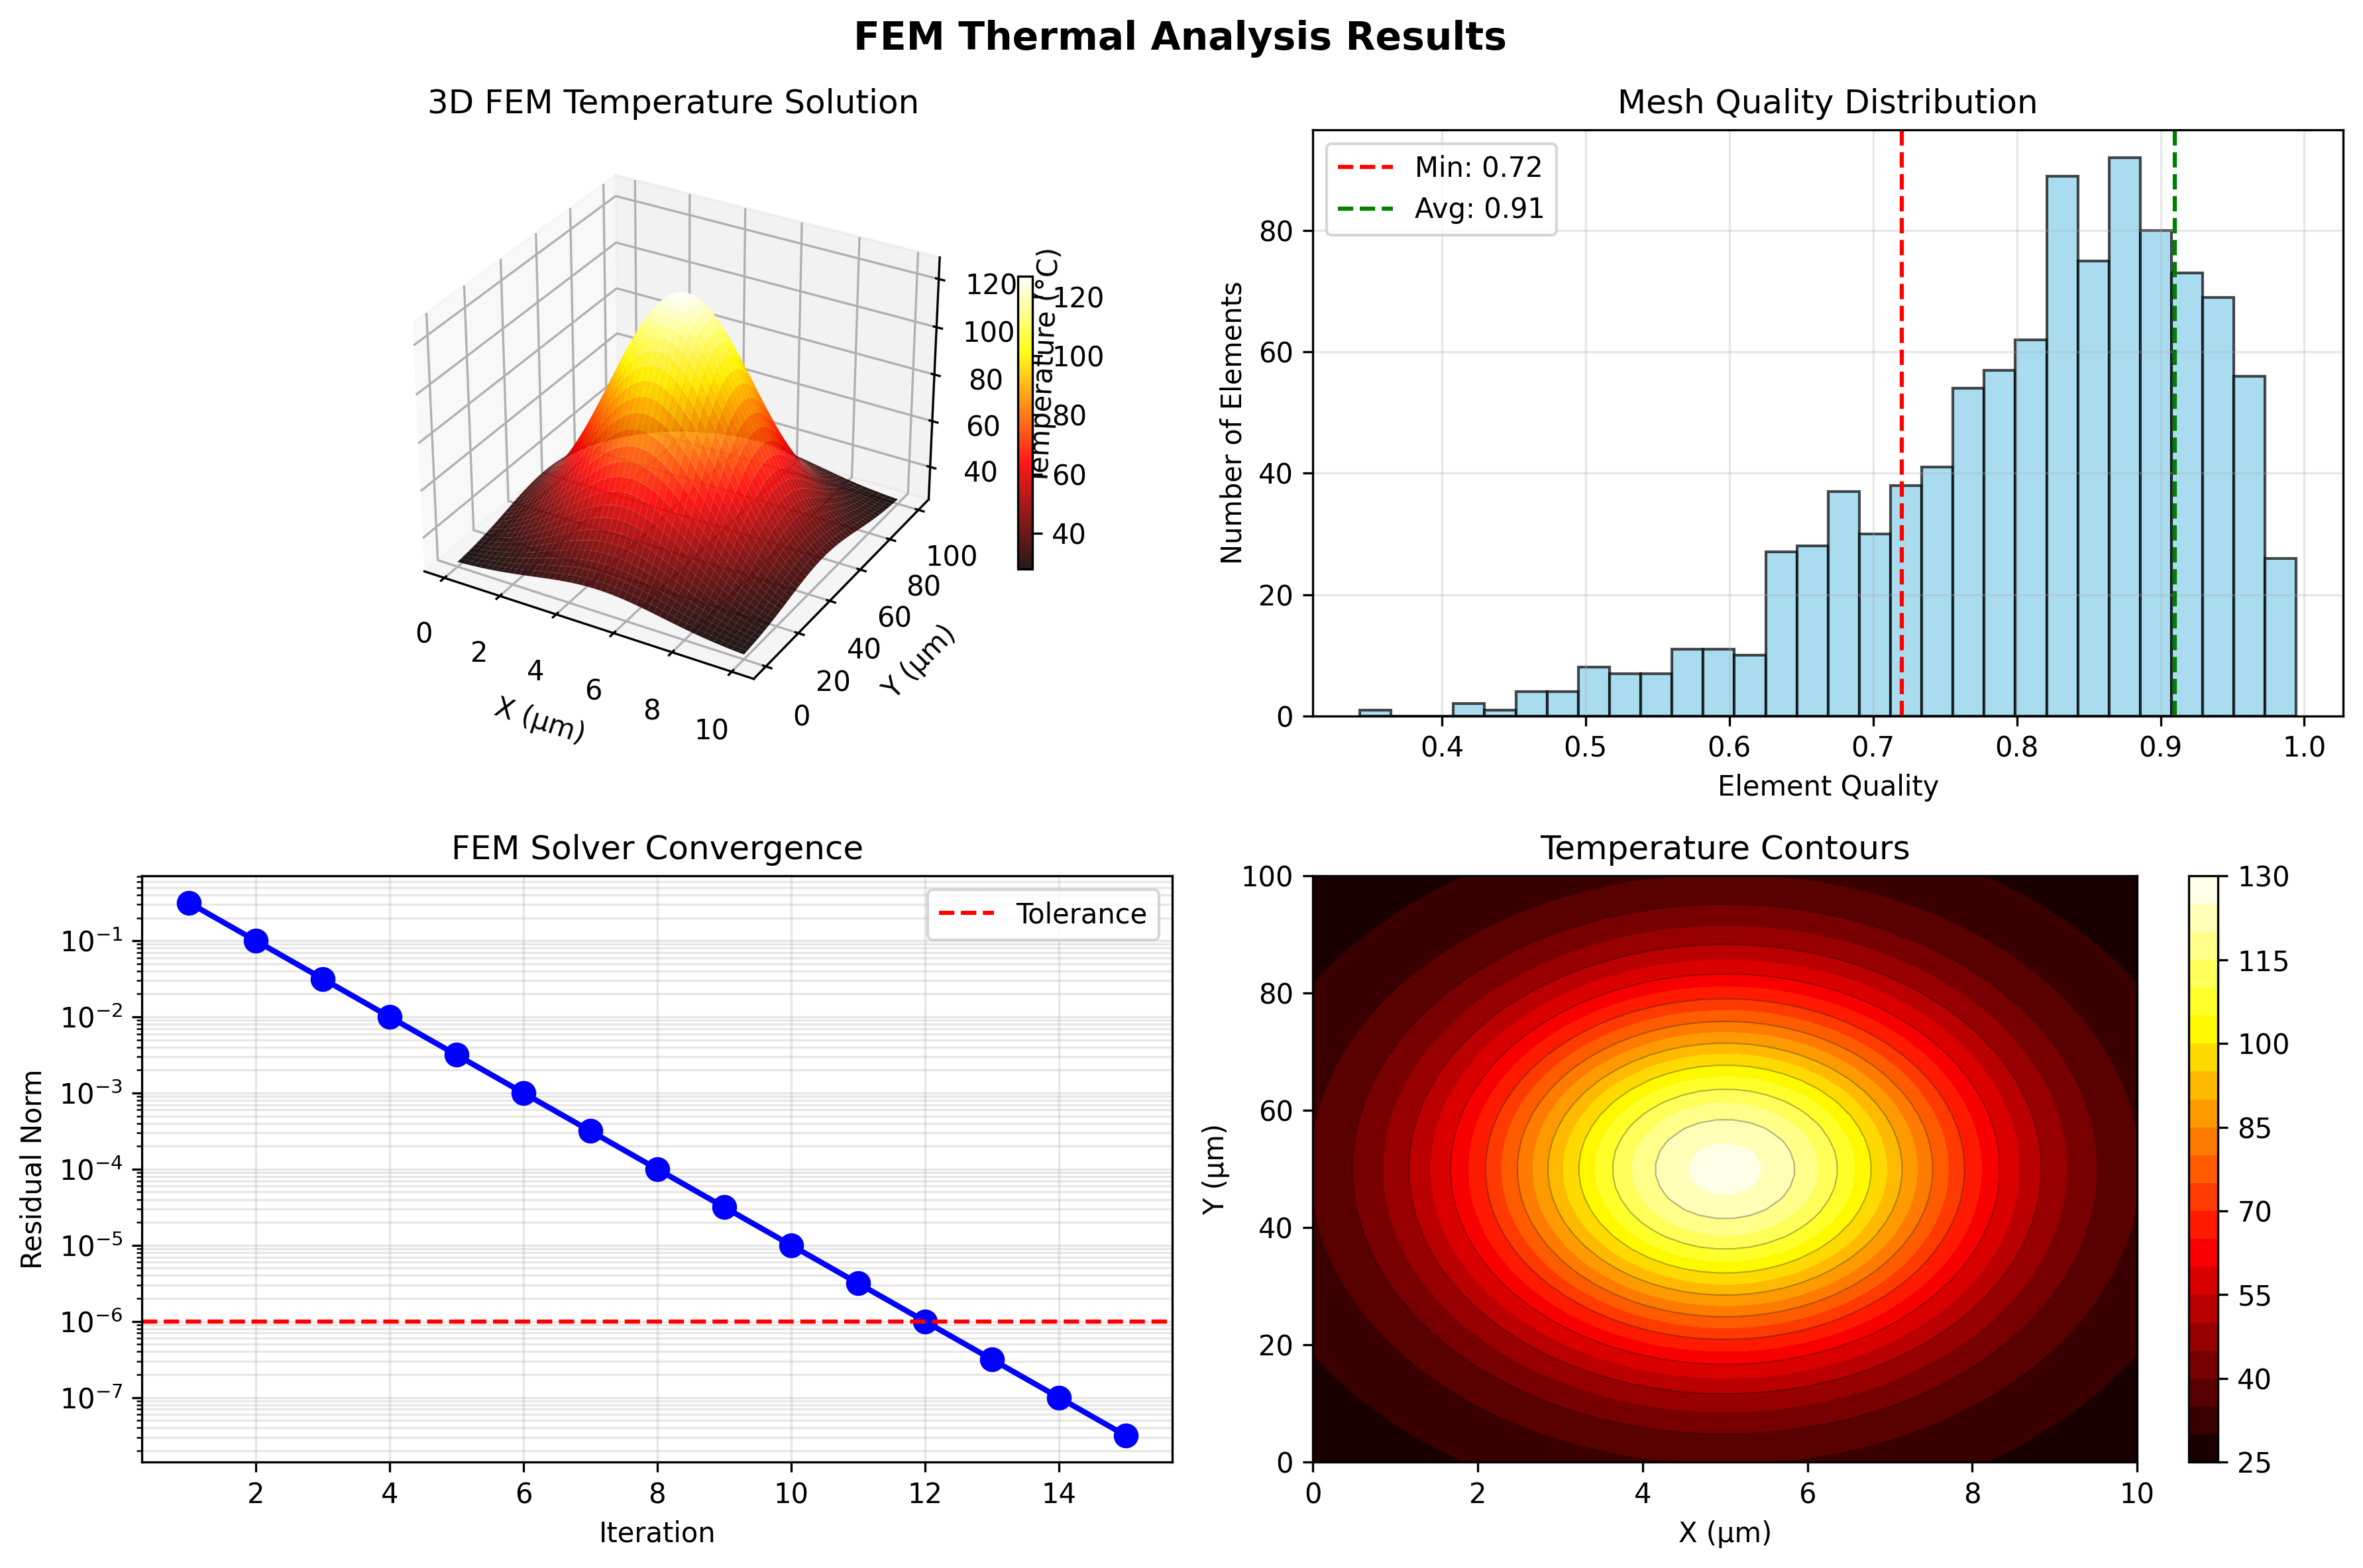 FEM Thermal Analysis Results
3D FEM Temperature Solution
120
100
80
60
40
Temperature (°C)
120
100
80
60
40
0
2
4
6
8
10
X (μm)
0
20
40
60
80
100
Y (μm)
Mesh Quality Distribution
Min: 0.72
Avg: 0.91
Number of Elements
80
60
40
20
0
0.4 0.5 0.6 0.7 0.8 0.9 1.0
Element Quality
FEM Solver Convergence
Tolerance
Residual Norm
10⁻¹
10⁻²
10⁻³
10⁻⁴
10⁻⁵
10⁻⁶
10⁻⁷
2 4 6 8 10 12 14
Iteration
Temperature Contours
Y (μm)
100
80
60
40
20
0
0 2 4 6 8 10
X (μm)
130
115
100
85
70
55
40
25